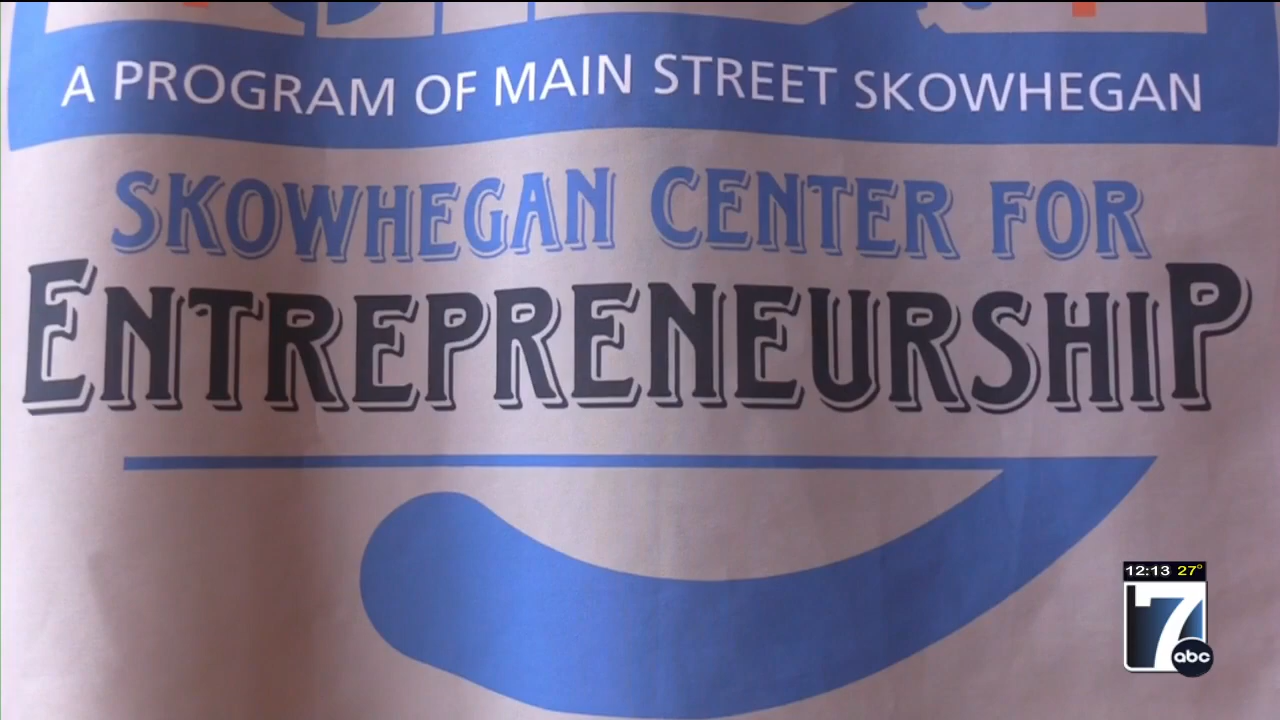 A PROGRAM OF MAIN STREET SKOWHEGAN
SKOWHEGAN CENTER FOR
ENTREPRENEURSHIP
12:13 27°
7
abc